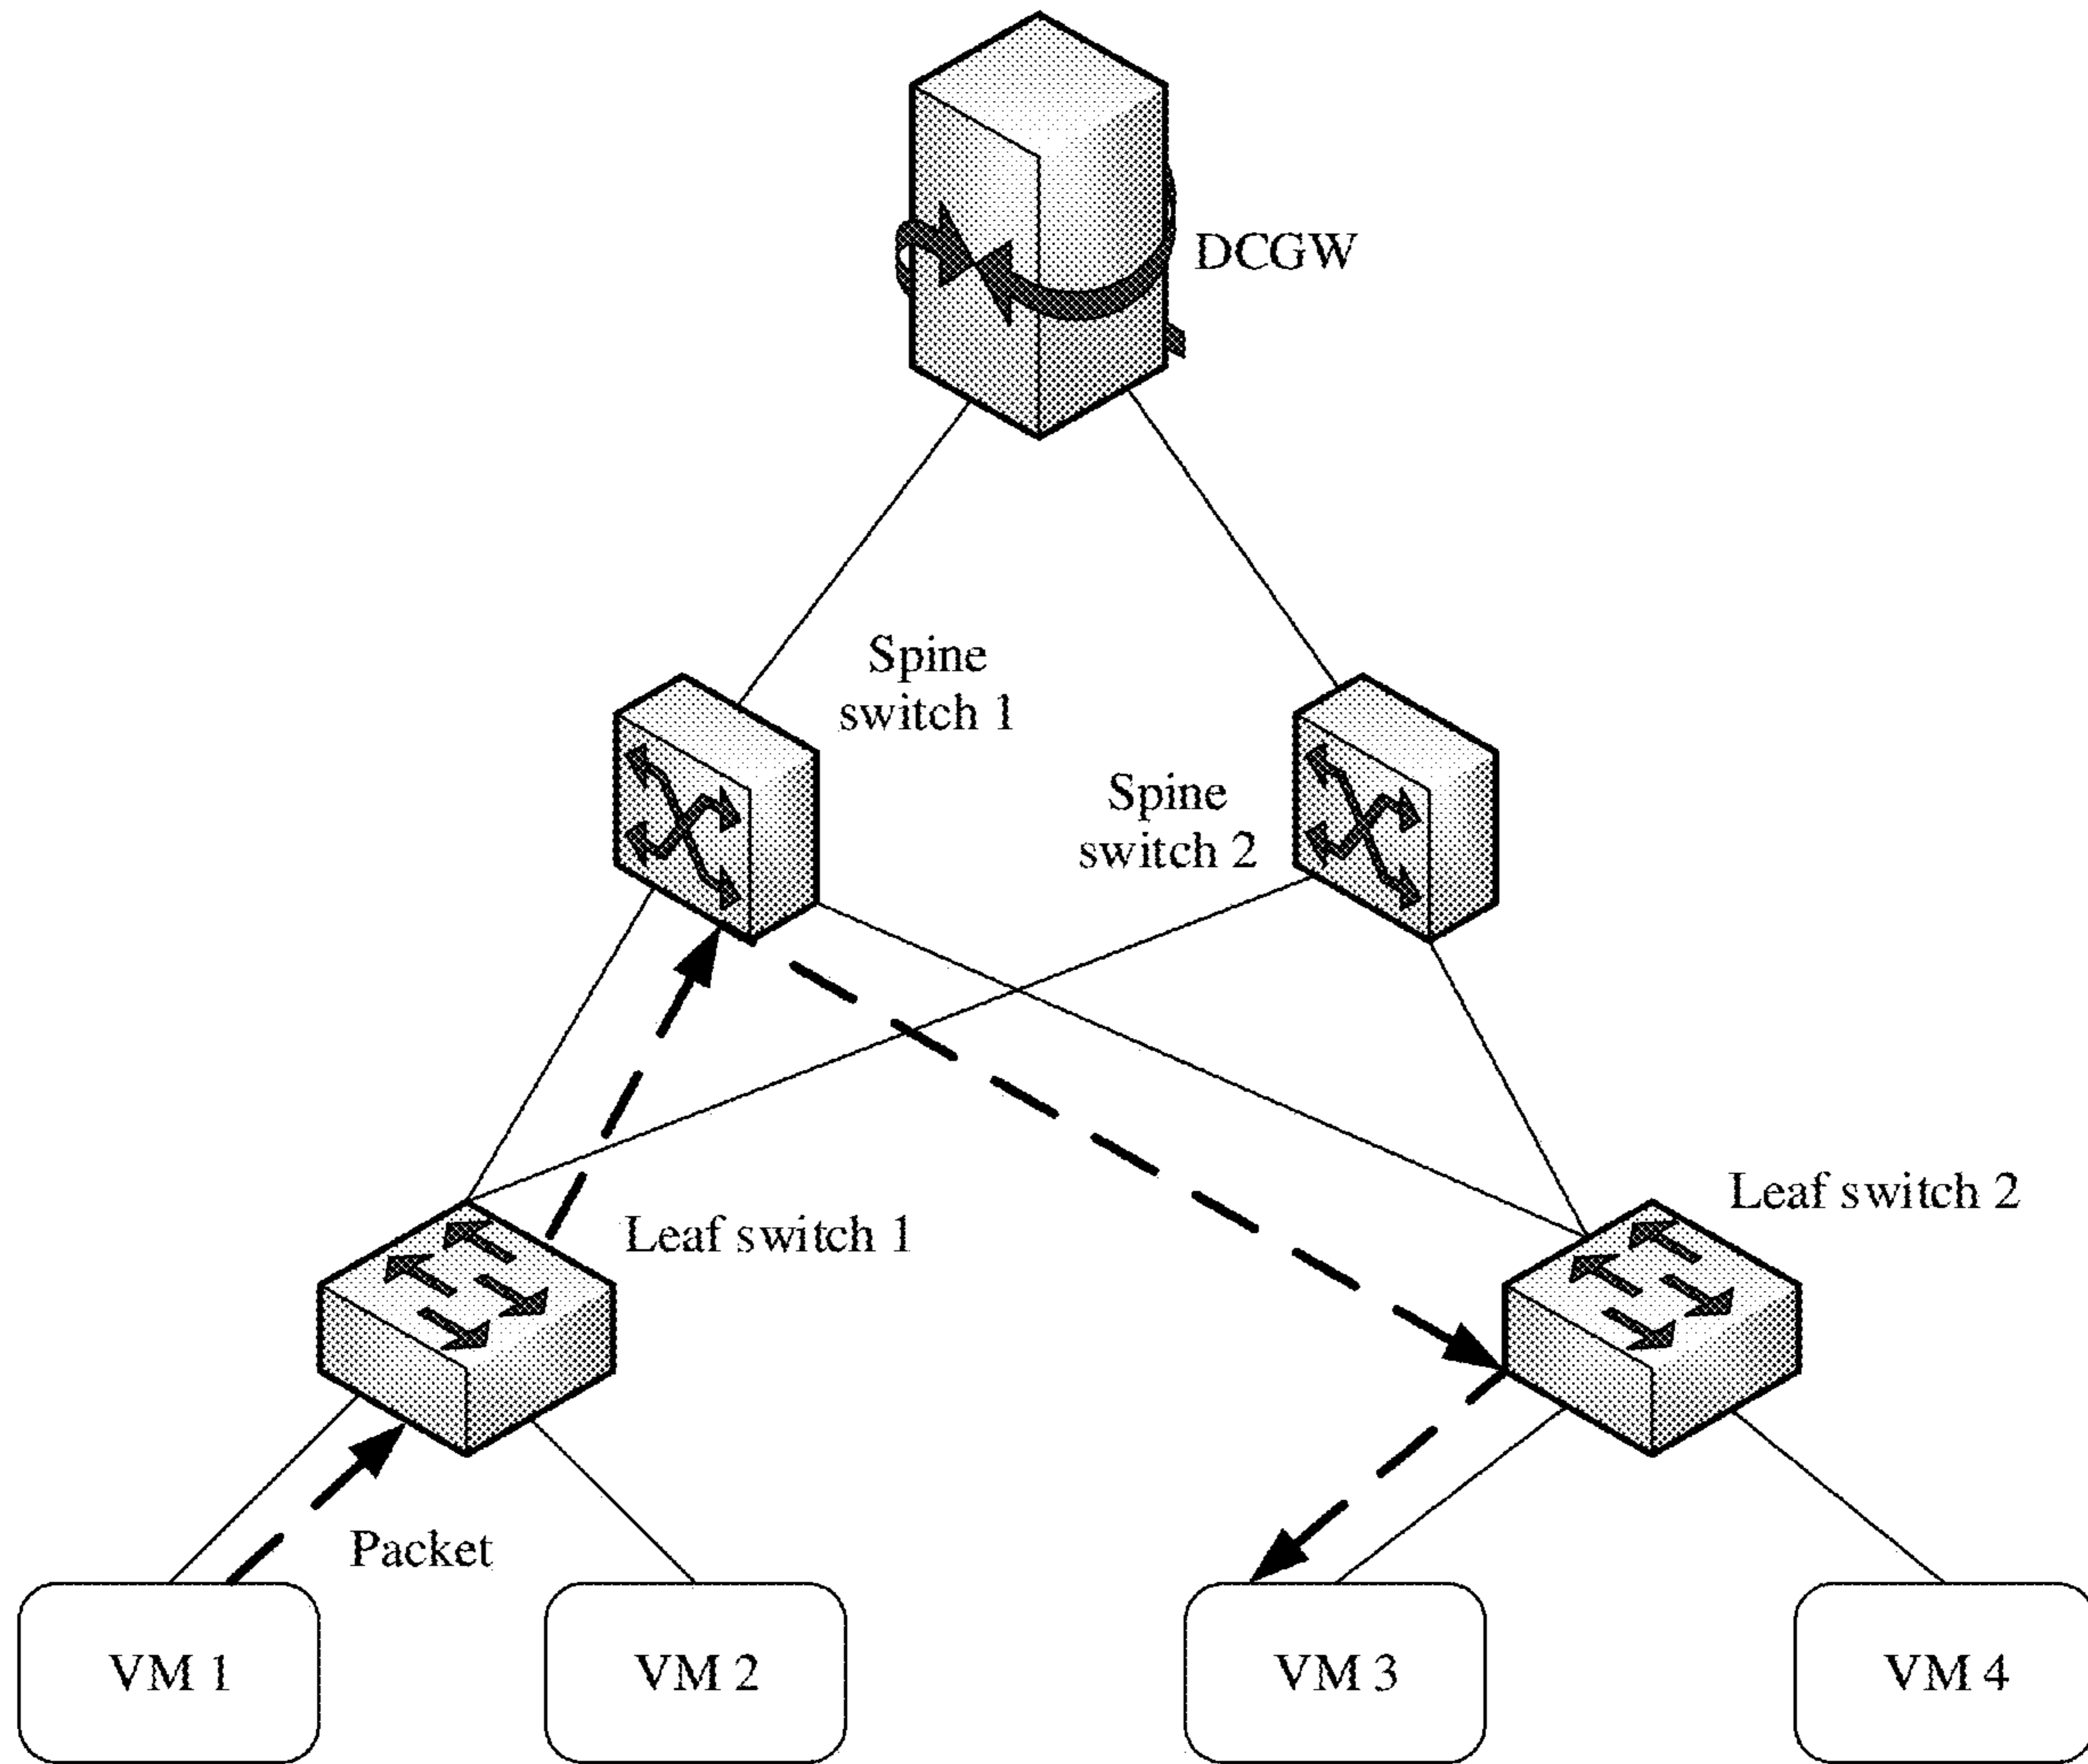 DCGW
Spine
switch 1
Spine
switch 2
Leaf switch 2
Leaf switch 1
Packet
VM 1
VM 2
VM 3
VM 4